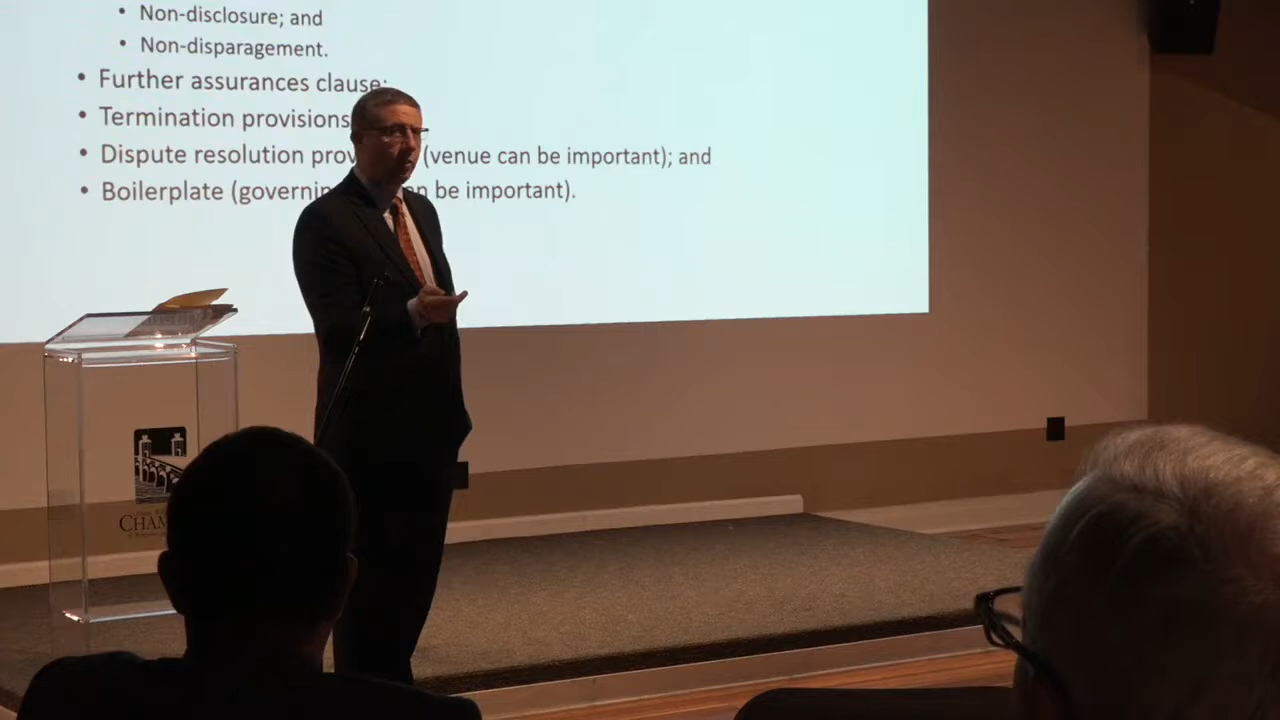 • Non-disclosure; and
• Non-disparagement.
• Further assurances clause;
• Termination provisions
• Dispute resolution prov (venue can be important); and
• Boilerplate (governin n be important).
CHAM